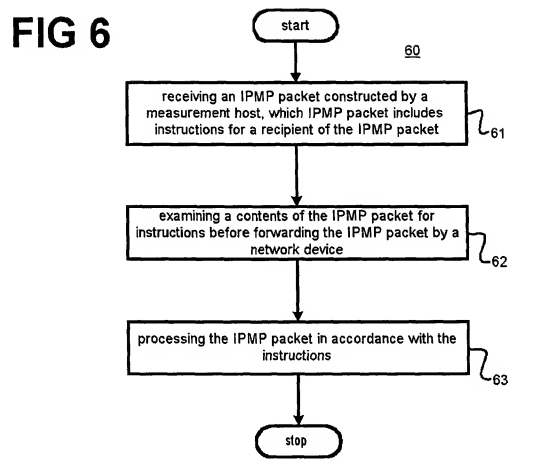 FIG 6
start
60
receiving an IPMP packet constructed by a
measurement host, which IPMP packet includes
instructions for a recipient of the IPMP packet
61
examining a contents of the IPMP packet for
instructions before forwarding the IPMP packet by a
network device
62
processing the IPMP packet in accordance with the
instructions
63
stop